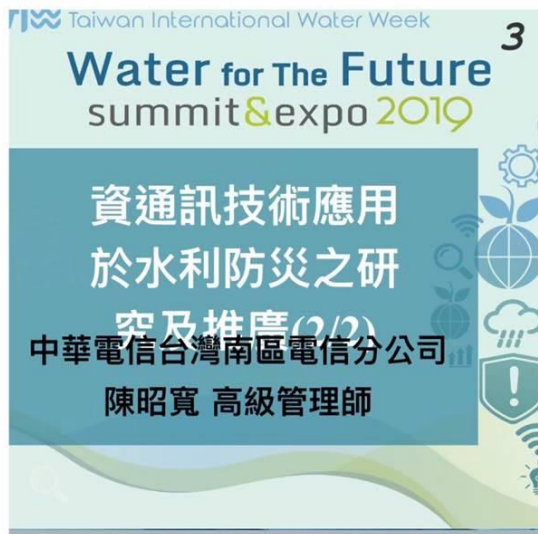 Taiwan International Water Week
3
Water for The Future
summit&expo 2019
資通訊技術應用
於水利防災之研
究及推廣(2/2)
中華電信台灣南區電信分公司
陳昭寬 高級管理師